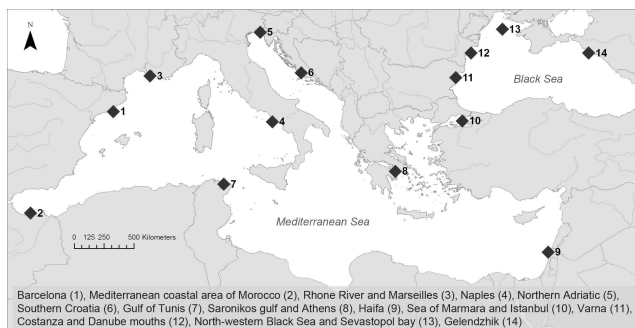 N
13
5
12
14
Black Sea
3
6
11
1
4
10
8
7
2
Mediterranean Sea
0 125 250 500 Kilometers
9
Barcelona (1), Mediterranean coastal area of Morocco (2), Rhone River and Marseilles (3), Naples (4), Northern Adriatic (5),
Southern Croatia (6), Gulf of Tunis (7), Saronikos gulf and Athens (8), Haifa (9), Sea of Marmara and Istanbul (10), Varna (11),
Costanza and Danube mouths (12), North-western Black Sea and Sevastopol bay (13), Gelendzhik (14)